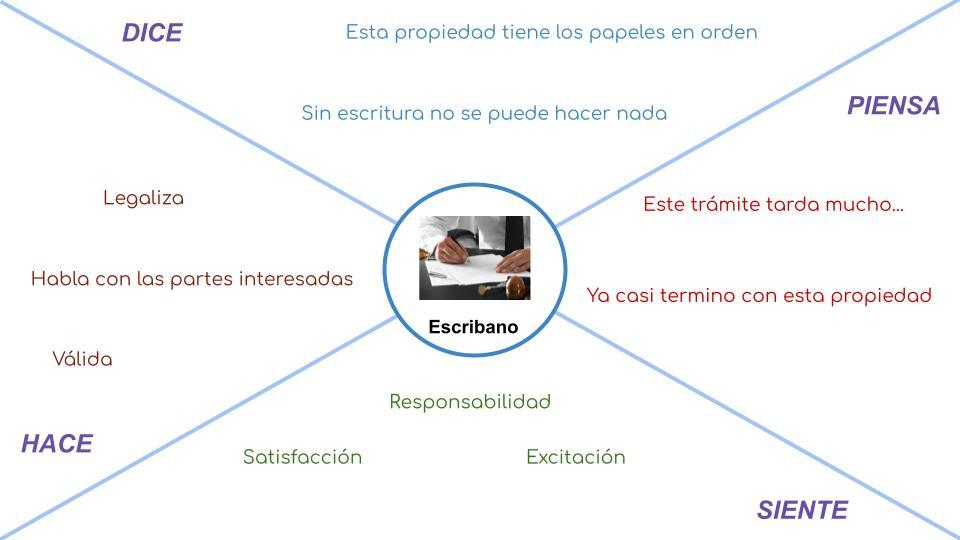 DICE
Esta propiedad tiene los papeles en orden
Sin escritura no se puede hacer nada
PIENSA
Este trámite tarda mucho...
Ya casi termino con esta propiedad
Legaliza
Habla con las partes interesadas
Válida
HACE
Escribano
Responsabilidad
Satisfacción
Excitación
SIENTE